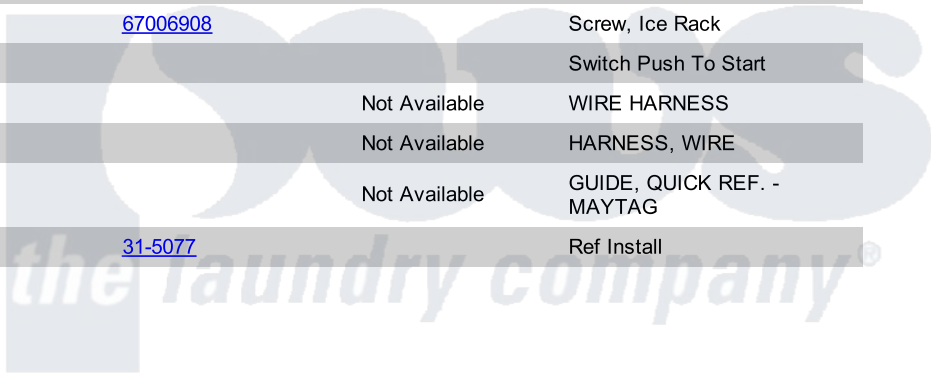 67006908 Screw, Ice Rack
Switch Push To Start
Not Available WIRE HARNESS
Not Available HARNESS, WIRE
Not Available GUIDE, QUICK REF. -
MAYTAG
31-5077 Ref Install
the laundry company®